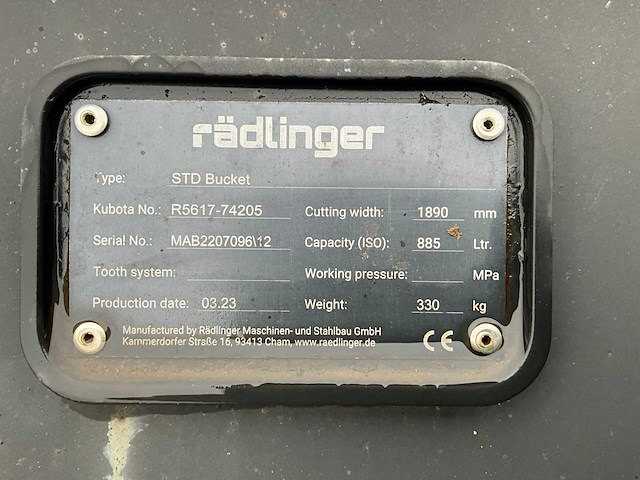 rädlinger
Type: STD Bucket
Kubota No.: R5617-74205 Cutting width: 1890 mm
Serial No.: MAB2207096\12 Capacity (ISO): 885 Ltr.
Tooth system: Working pressure: MPa
Production date: 03.23 Weight: 330 kg
Manufactured by Rädlinger Maschinen- und Stahlbau GmbH
Kammerdorfer Straße 16, 93413 Cham, www.raedlinger.de
CE